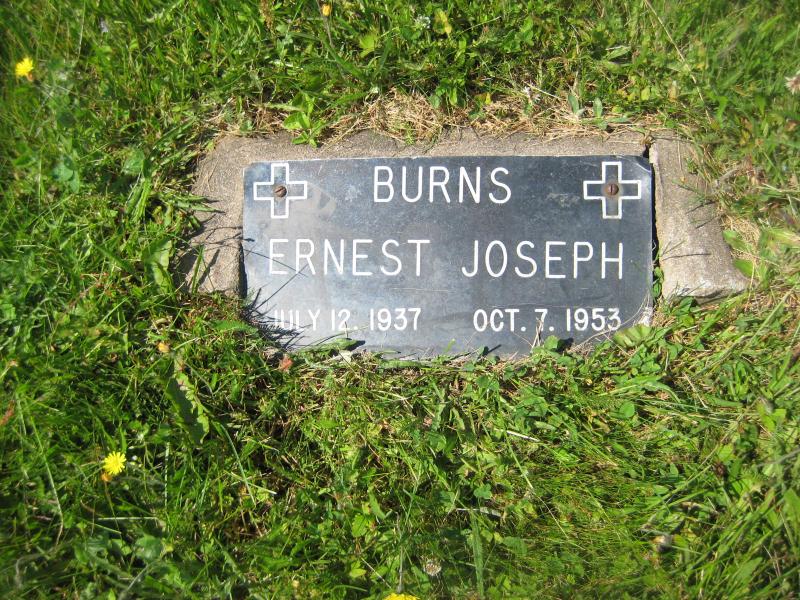 BURNS
ERNEST JOSEPH
JULY 12, 1937 OCT. 7, 1953